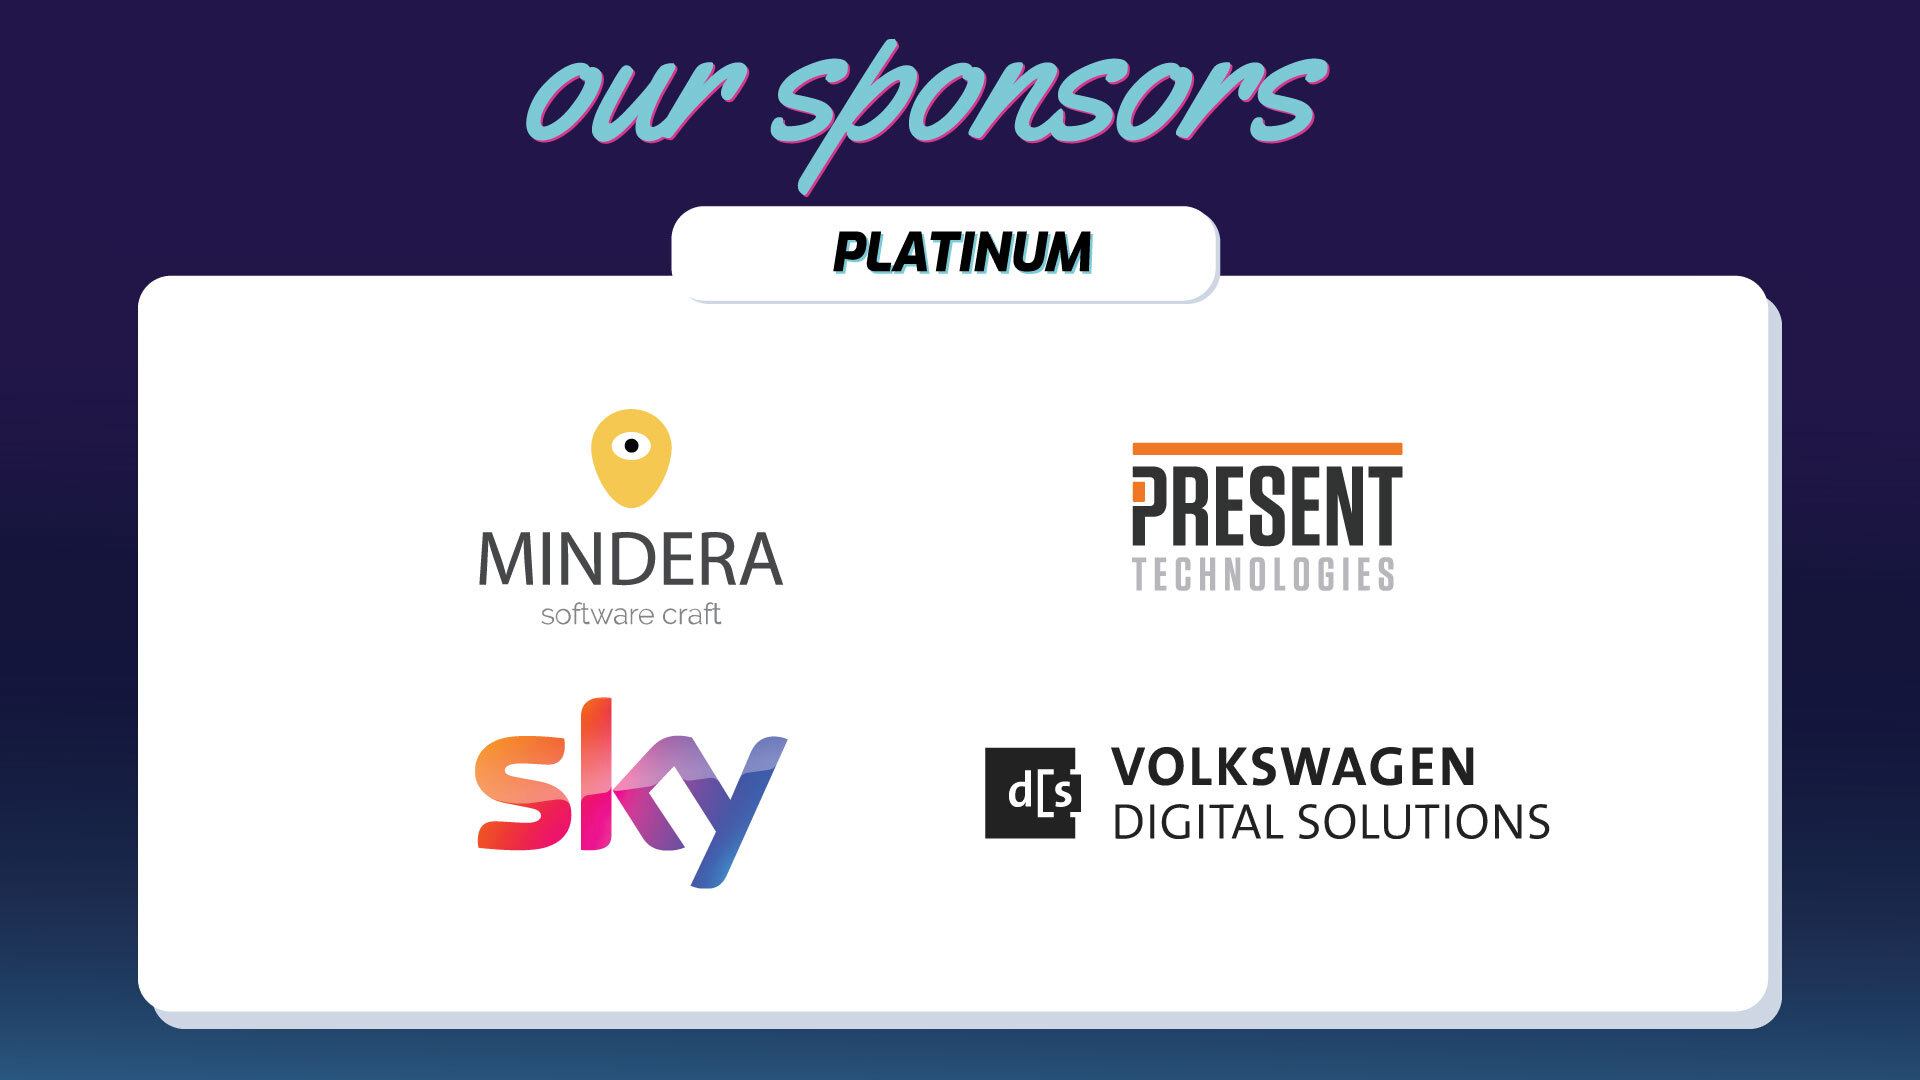 our sponsors
PLATINUM
MINDERA
software craft
PRESENT
TECHNOLOGIES
sky
d[s
VOLKSWAGEN
DIGITAL SOLUTIONS